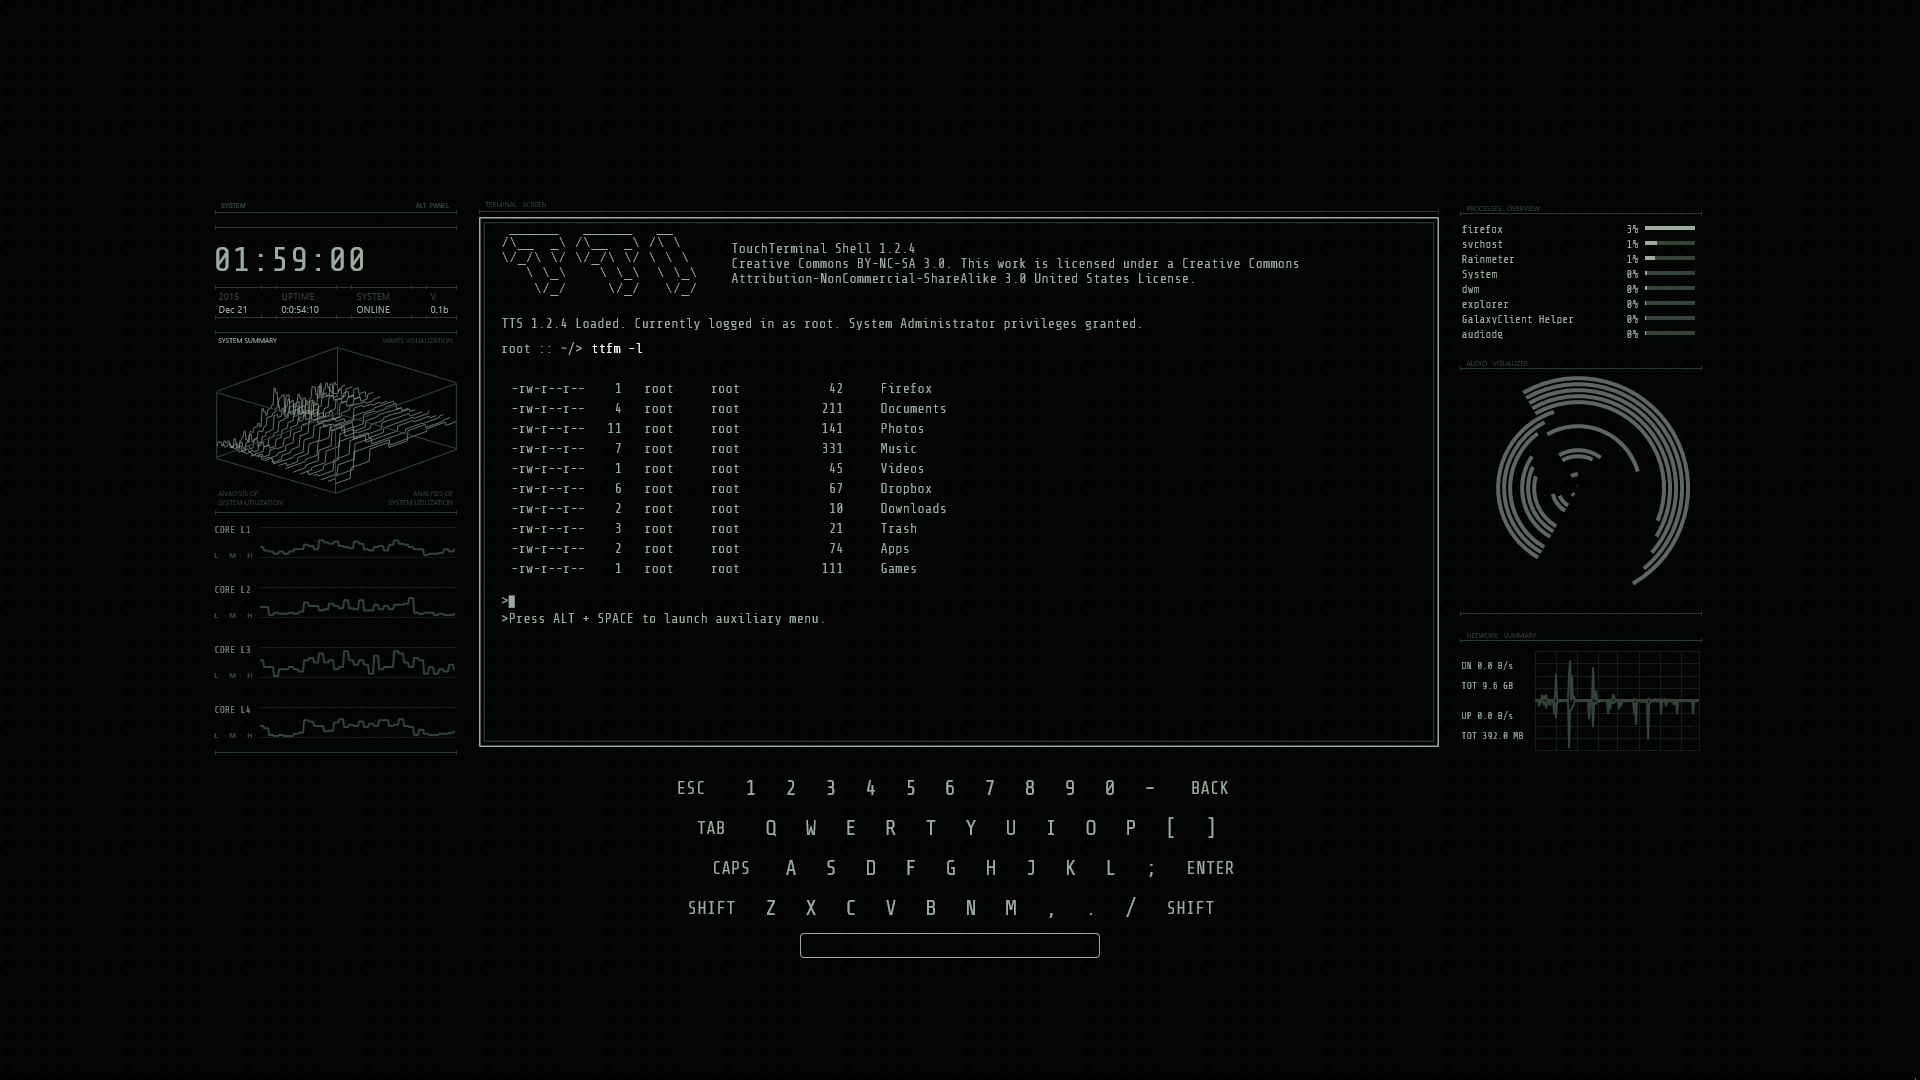 SYSTEM ALT PANEL
01:59:00
2015 UPTIME SYSTEM V
Dec 21 0:0:54:10 ONLINE 0.1b
SYSTEM SUMMARY WAVES VISUALIZATION
ANALYSIS OF ANALYSIS OF
SYSTEM UTILIZATION SYSTEM UTILIZATION
CORE L1
L M H
CORE L2
L M H
CORE L3
L M H
CORE L4
L M H
TERMINAL SCREEN
TouchTerminal Shell 1.2.4
Creative Commons BY-NC-SA 3.0. This work is licensed under a Creative Commons
Attribution-NonCommercial-ShareAlike 3.0 United States License.
TTS 1.2.4 Loaded. Currently logged in as root. System Administrator privileges granted.
root :: ~/> ttfm -l
-rw-r--r-- 1 root root 42 Firefox
-rw-r--r-- 4 root root 211 Documents
-rw-r--r-- 11 root root 141 Photos
-rw-r--r-- 7 root root 331 Music
-rw-r--r-- 1 root root 45 Videos
-rw-r--r-- 6 root root 67 Dropbox
-rw-r--r-- 2 root root 10 Downloads
-rw-r--r-- 3 root root 21 Trash
-rw-r--r-- 2 root root 74 Apps
-rw-r--r-- 1 root root 111 Games
>
>Press ALT + SPACE to launch auxiliary menu.
PROCESSES OVERVIEW
firefox 3%
svchost 1%
Rainmeter 1%
System 0%
dwm 0%
explorer 0%
GalaxyClient Helper 0%
audiodg 0%
AUDIO VISUALIZER
NETWORK SUMMARY
DN 0.0 B/s
TOT 9.6 GB
UP 0.0 B/s
TOT 392.0 MB
ESC 1 2 3 4 5 6 7 8 9 0 - BACK
TAB Q W E R T Y U I O P [ ]
CAPS A S D F G H J K L ; ENTER
SHIFT Z X C V B N M , . / SHIFT